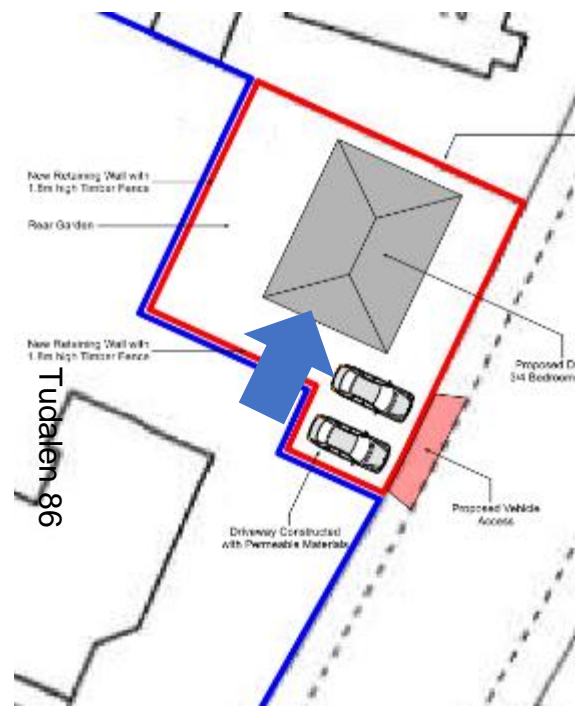 New Retaining Wall with
1.8m high Timber Fence
Rear Garden
New Retaining Wall with
1.8m high Timber Fence
Proposed D
3/4 Bedroom
Tudalen 86
Proposed Vehicle
Access
Driveway Constructed
with Permeable Materials